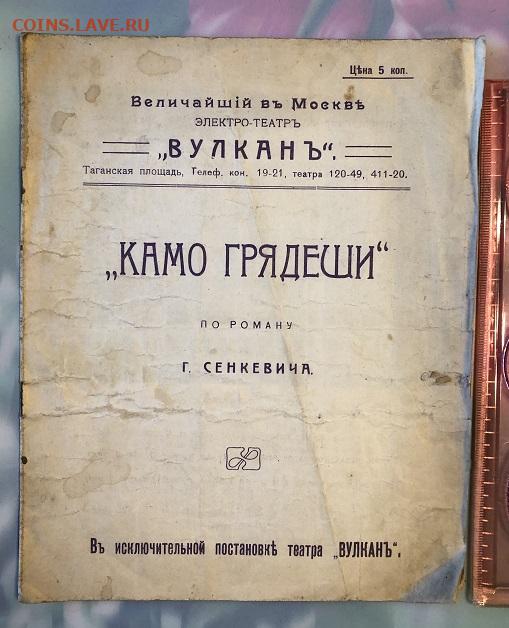 COINS.LAVE.RU
Цѣна 5 коп.
Величайшій въ Москвѣ
ЭЛЕКТРО-ТЕАТРЪ
„ВУЛКАНЪ“.
Таганская площадь, Телеф. кон. 19-21, театра 120-49, 411-20.
„КАМО ГРЯДЕШИ“
ПО РОМАНУ
Г. СЕНКЕВИЧА.
Въ исключительной постановкѣ театра „ВУЛКАНЪ“.